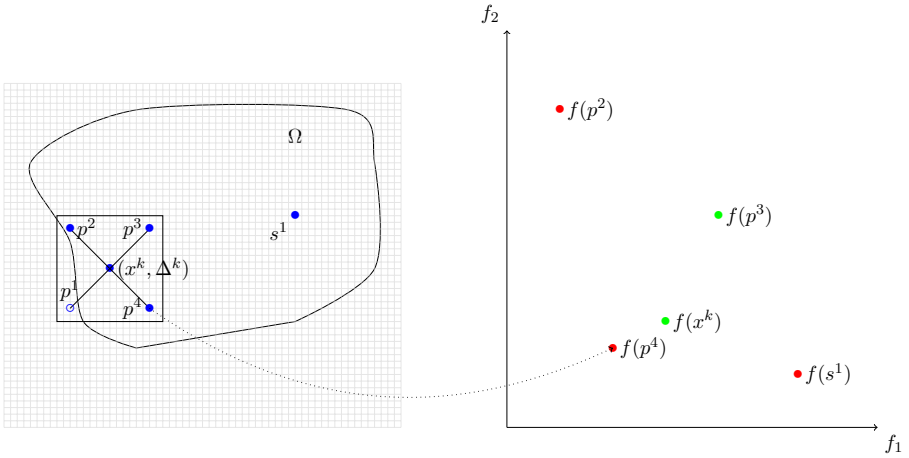 f₂
f(p²)
Ω
f(p³)
s¹
p² p³
(xᵏ, Δᵏ)
p¹
p⁴
f(xᵏ)
f(p⁴)
f(s¹)
f₁